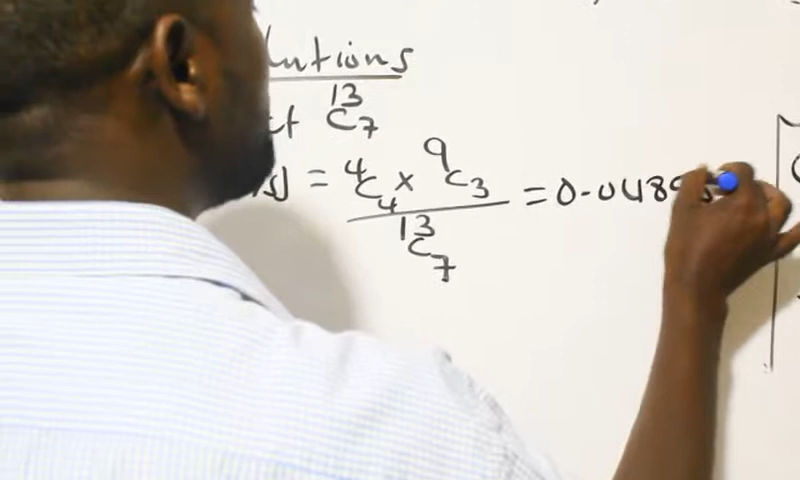 lutions
ct ¹³C₇
s) = ⁴C₄ × ⁹C₃ = 0.0489
¹³C₇